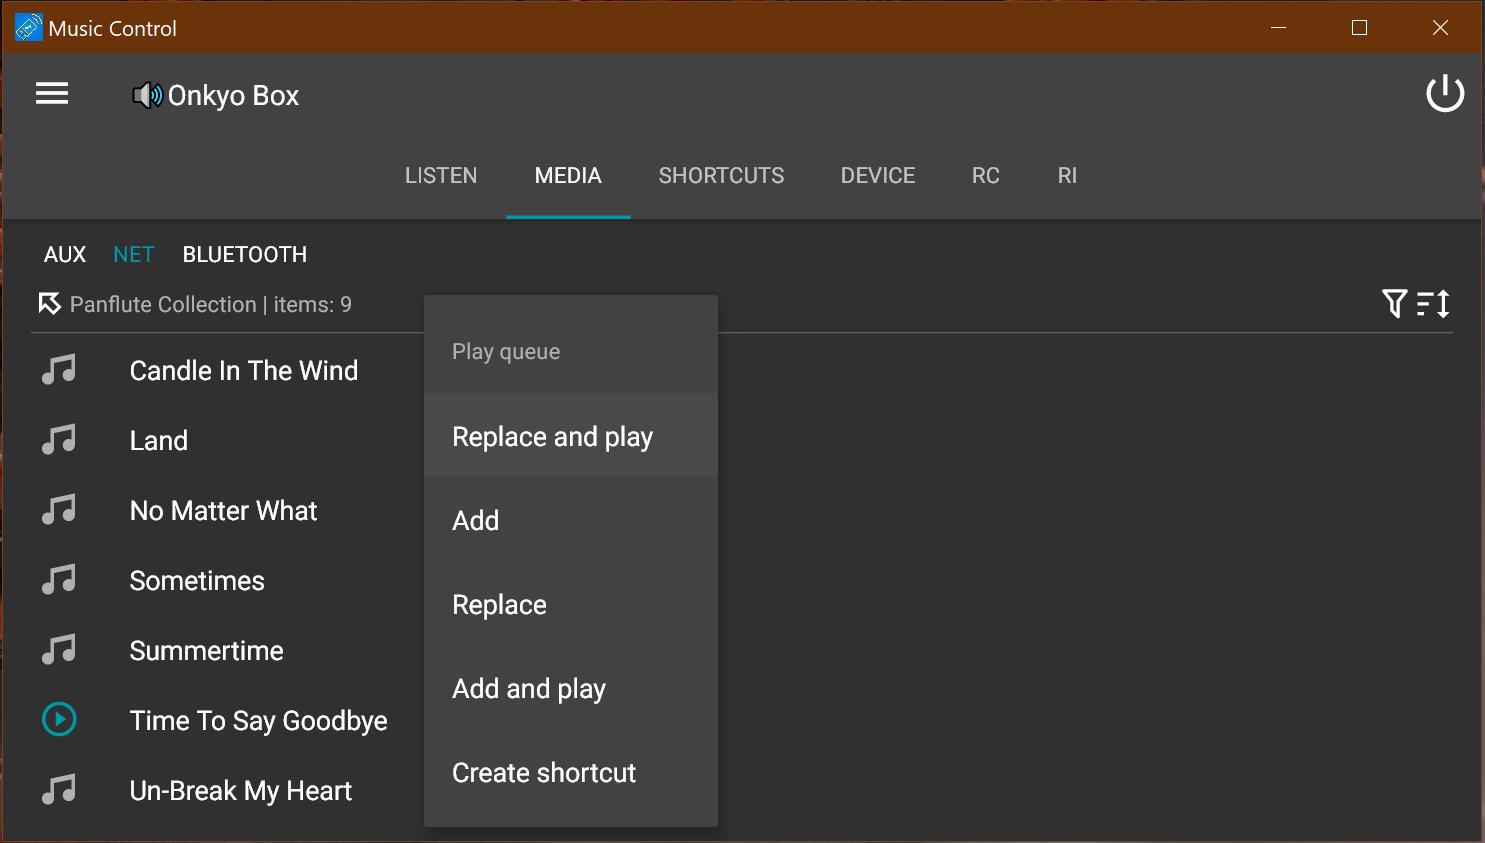 Music Control
Onkyo Box
LISTEN MEDIA SHORTCUTS DEVICE RC RI
AUX NET BLUETOOTH
Panflute Collection | items: 9
Candle In The Wind
Land
No Matter What
Sometimes
Summertime
Time To Say Goodbye
Un-Break My Heart
Play queue
Replace and play
Add
Replace
Add and play
Create shortcut